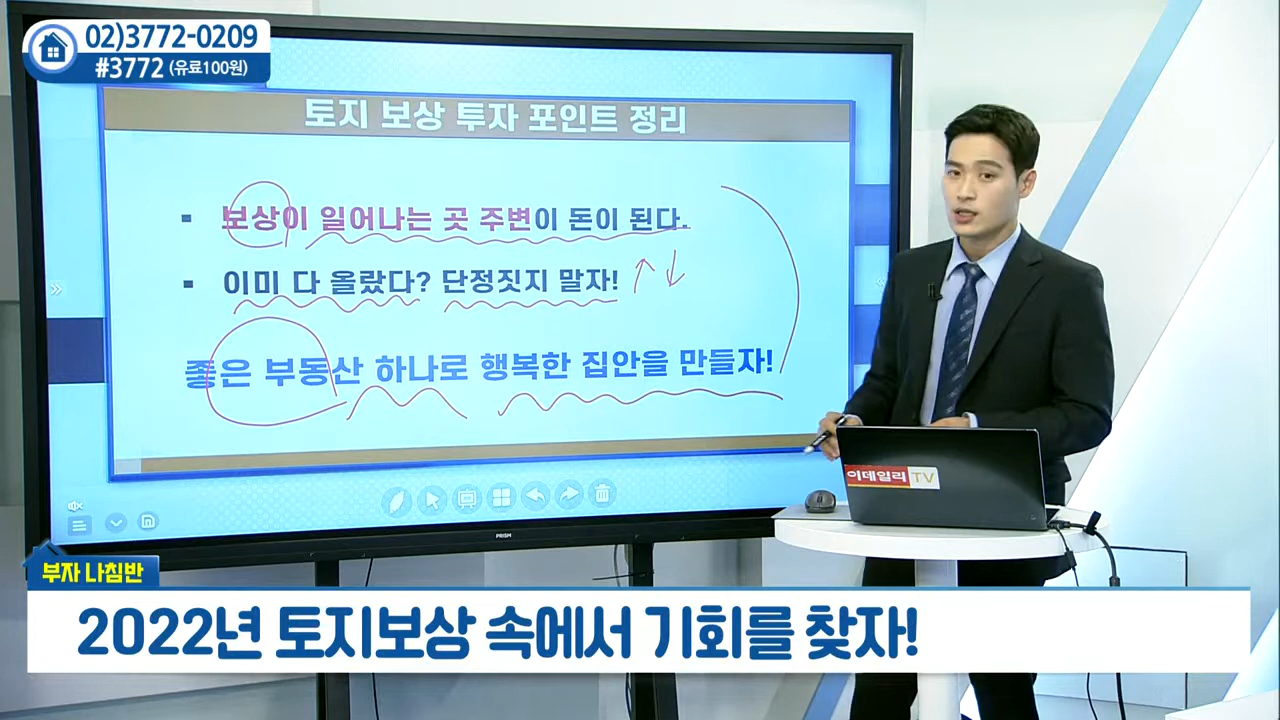 02)3772-0209
#3772 (유료100원)
토지 보상 투자 포인트 정리
▪ 보상이 일어나는 곳 주변이 돈이 된다.
▪ 이미 다 올랐다? 단정짓지 말자!
좋은 부동산 하나로 행복한 집안을 만들자!
PRISM
이데일리TV
부자 나침반
2022년 토지보상 속에서 기회를 찾자!